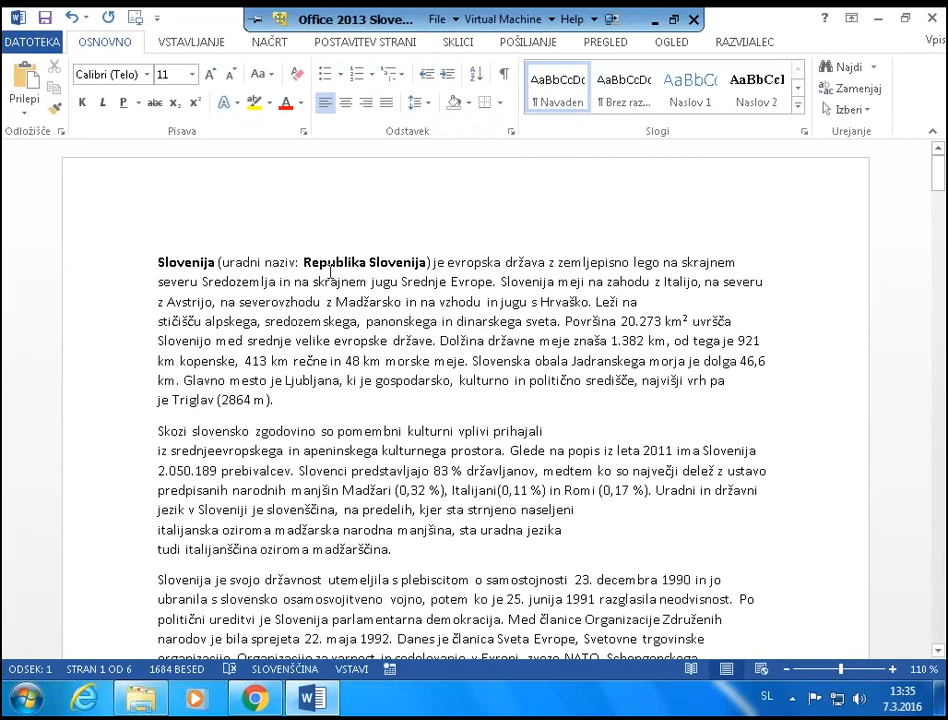 Office 2013 Slove... File Virtual Machine Help
DATOTEKA OSNOVNO VSTAVLJANJE NAČRT POSTAVITEV STRANI SKLICI POŠILJANJE PREGLED OGLED RAZVIJALEC Vpis
Prilepi Calibri (Telo) 11 Aa AaBbCcDc AaBbCcDc AaBbCc AaBbCcI Najdi
K L P abc x₂ x² A A ¶ Navaden ¶ Brez raz... Naslov 1 Naslov 2 Zamenjaj
Izberi
Odložišče Pisava Odstavek Slogi Urejanje
Slovenija (uradni naziv: Republika Slovenija) je evropska država z zemljepisno lego na skrajnem
severu Sredozemlja in na skrajnem jugu Srednje Evrope. Slovenija meji na zahodu z Italijo, na severu
z Avstrijo, na severovzhodu z Madžarsko in na vzhodu in jugu s Hrvaško. Leži na
stičišču alpskega, sredozemskega, panonskega in dinarskega sveta. Površina 20.273 km² uvršča
Slovenijo med srednje velike evropske države. Dolžina državne meje znaša 1.382 km, od tega je 921
km kopenske, 413 km rečne in 48 km morske meje. Slovenska obala Jadranskega morja je dolga 46,6
km. Glavno mesto je Ljubljana, ki je gospodarsko, kulturno in politično središče, najvišji vrh pa
je Triglav (2864 m).
Skozi slovensko zgodovino so pomembni kulturni vplivi prihajali
iz srednjeevropskega in apeninskega kulturnega prostora. Glede na popis iz leta 2011 ima Slovenija
2.050.189 prebivalcev. Slovenci predstavljajo 83 % državljanov, medtem ko so največji delež z ustavo
predpisanih narodnih manjšin Madžari (0,32 %), Italijani(0,11 %) in Romi (0,17 %). Uradni in državni
jezik v Sloveniji je slovenščina, na predelih, kjer sta strnjeno naseljeni
italijanska oziroma madžarska narodna manjšina, sta uradna jezika
tudi italijanščina oziroma madžarščina.
Slovenija je svojo državnost utemeljila s plebiscitom o samostojnosti 23. decembra 1990 in jo
ubranila s slovensko osamosvojitveno vojno, potem ko je 25. junija 1991 razglasila neodvisnost. Po
politični ureditvi je Slovenija parlamentarna demokracija. Med članice Organizacije Združenih
narodov je bila sprejeta 22. maja 1992. Danes je članica Sveta Evrope, Svetovne trgovinske
organizacije, Organizacije za varnost in sodelovanje v Evropi, zveze NATO, Schengenskega
ODSEK: 1 STRAN 1 OD 6 1684 BESED SLOVENŠČINA VSTAVI 110 %
SL 13:35
7.3.2016